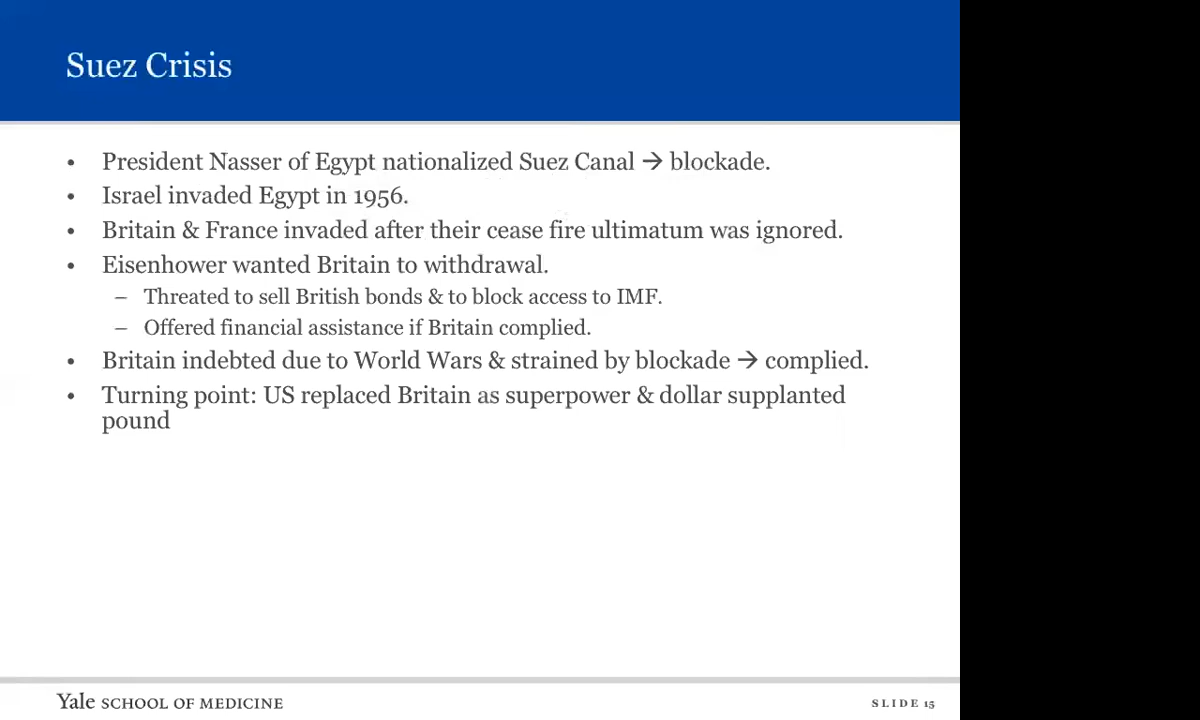 Suez Crisis
• President Nasser of Egypt nationalized Suez Canal → blockade.
• Israel invaded Egypt in 1956.
• Britain & France invaded after their cease fire ultimatum was ignored.
• Eisenhower wanted Britain to withdrawal.
– Threated to sell British bonds & to block access to IMF.
– Offered financial assistance if Britain complied.
• Britain indebted due to World Wars & strained by blockade → complied.
• Turning point: US replaced Britain as superpower & dollar supplanted
pound
Yale SCHOOL OF MEDICINE
SLIDE 15